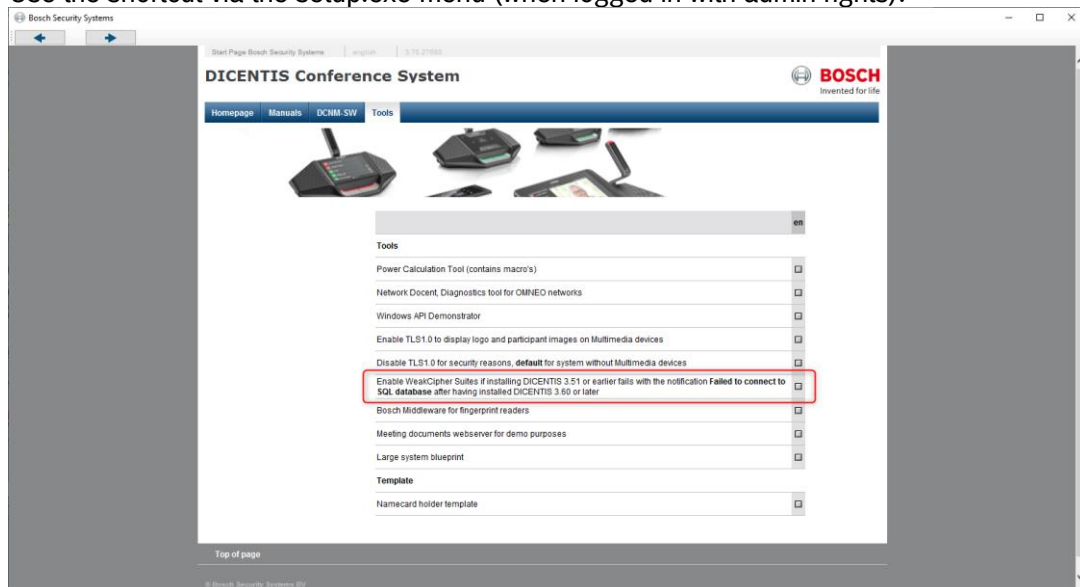 Use the shortcut via the Setup.exe menu (when logged in with admin rights):
Bosch Security Systems
Start Page Bosch Security Systems english 3.70.27693
DICENTIS Conference System
BOSCH
Invented for life
Homepage Manuals DCNM-SW Tools
en
Tools
Power Calculation Tool (contains macro's)
Network Docent, Diagnostics tool for OMNEO networks
Windows API Demonstrator
Enable TLS1.0 to display logo and participant images on Multimedia devices
Disable TLS1.0 for security reasons, default for system without Multimedia devices
Enable WeakCipher Suites if installing DICENTIS 3.51 or earlier fails with the notification Failed to connect to
SQL database after having installed DICENTIS 3.60 or later
Bosch Middleware for fingerprint readers
Meeting documents webserver for demo purposes
Large system blueprint
Template
Namecard holder template
Top of page
© Bosch Security Systems BV